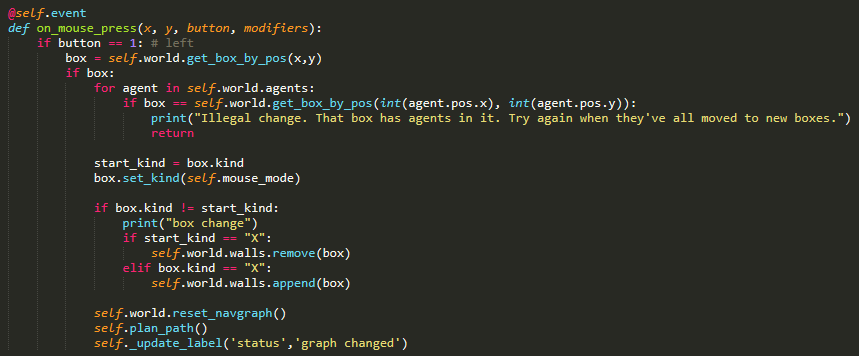 @self.event
def on_mouse_press(x, y, button, modifiers):
    if button == 1: # left
        box = self.world.get_box_by_pos(x,y)
        if box:
            for agent in self.world.agents:
                if box == self.world.get_box_by_pos(int(agent.pos.x), int(agent.pos.y)):
                    print("Illegal change. That box has agents in it. Try again when they've all moved to new boxes.")
                    return
            start_kind = box.kind
            box.set_kind(self.mouse_mode)
            if box.kind != start_kind:
                print("box change")
                if start_kind == "X":
                    self.world.walls.remove(box)
                elif box.kind == "X":
                    self.world.walls.append(box)
            self.world.reset_navgraph()
            self.plan_path()
            self._update_label('status','graph changed')